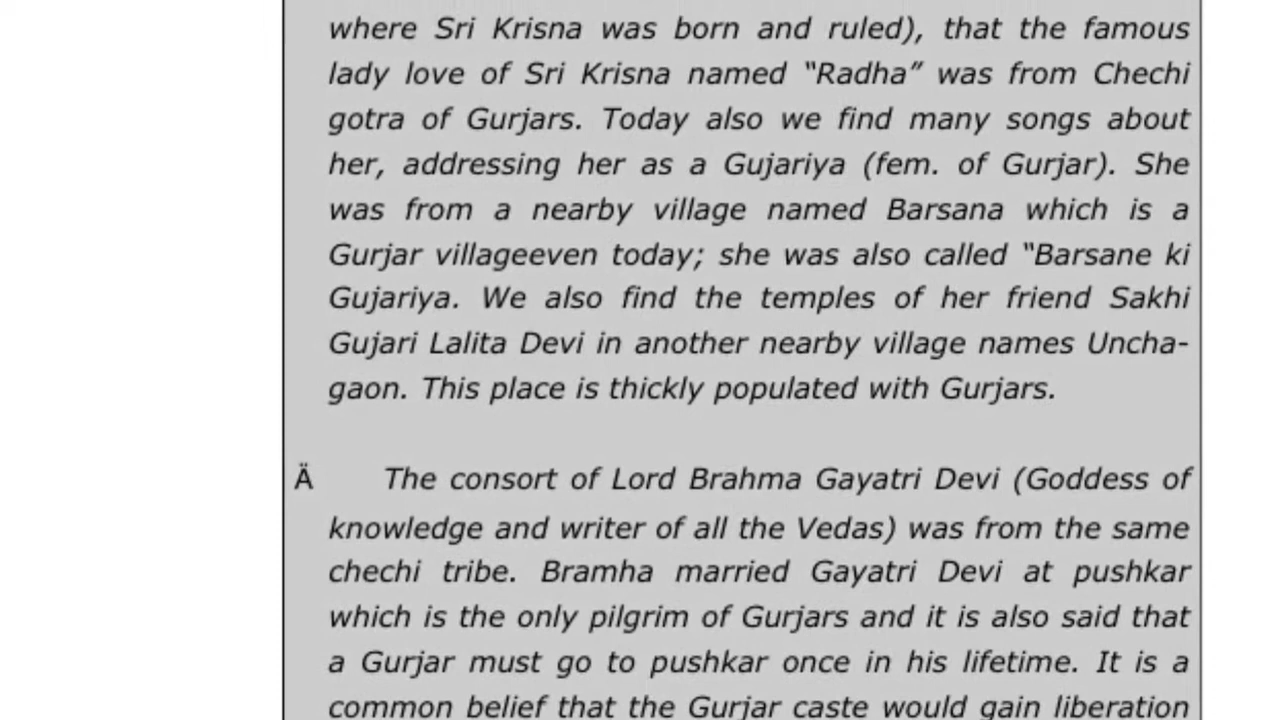 where Sri Krisna was born and ruled), that the famous
lady love of Sri Krisna named “Radha” was from Chechi
gotra of Gurjars. Today also we find many songs about
her, addressing her as a Gujariya (fem. of Gurjar). She
was from a nearby village named Barsana which is a
Gurjar villageeven today; she was also called “Barsane ki
Gujariya. We also find the temples of her friend Sakhi
Gujari Lalita Devi in another nearby village names Uncha-
gaon. This place is thickly populated with Gurjars.
Ä The consort of Lord Brahma Gayatri Devi (Goddess of
knowledge and writer of all the Vedas) was from the same
chechi tribe. Bramha married Gayatri Devi at pushkar
which is the only pilgrim of Gurjars and it is also said that
a Gurjar must go to pushkar once in his lifetime. It is a
common belief that the Gurjar caste would gain liberation